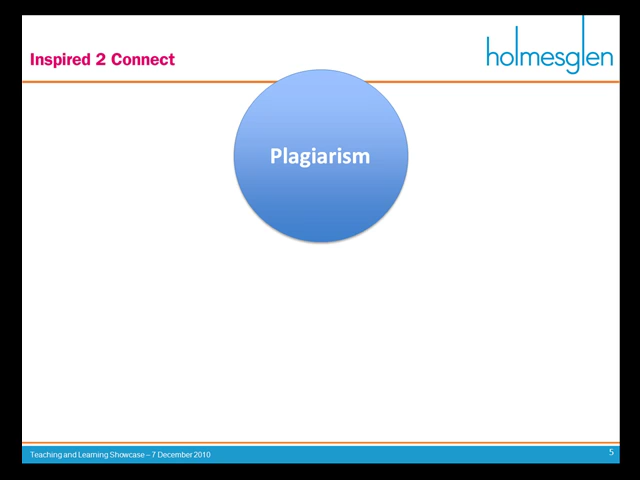 Inspired 2 Connect
holmesglen
Plagiarism
Teaching and Learning Showcase – 7 December 2010
5